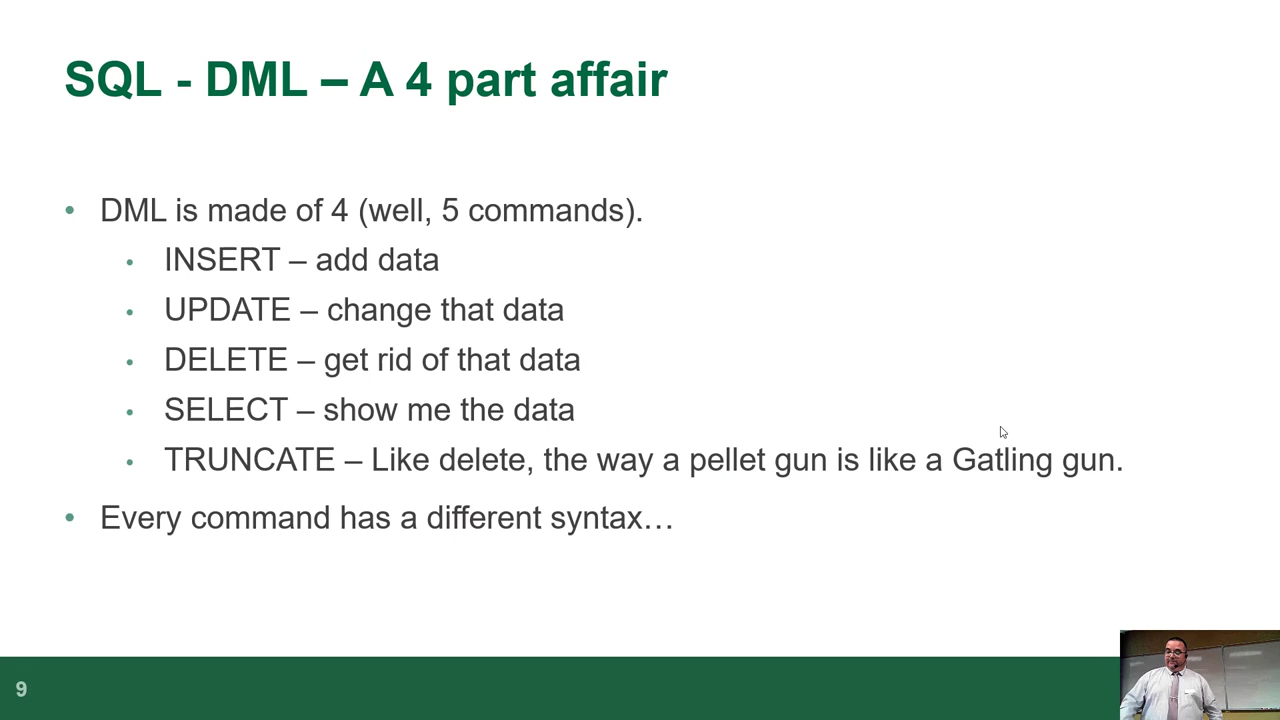 SQL - DML – A 4 part affair
• DML is made of 4 (well, 5 commands).
• INSERT – add data
• UPDATE – change that data
• DELETE – get rid of that data
• SELECT – show me the data
• TRUNCATE – Like delete, the way a pellet gun is like a Gatling gun.
• Every command has a different syntax…
9